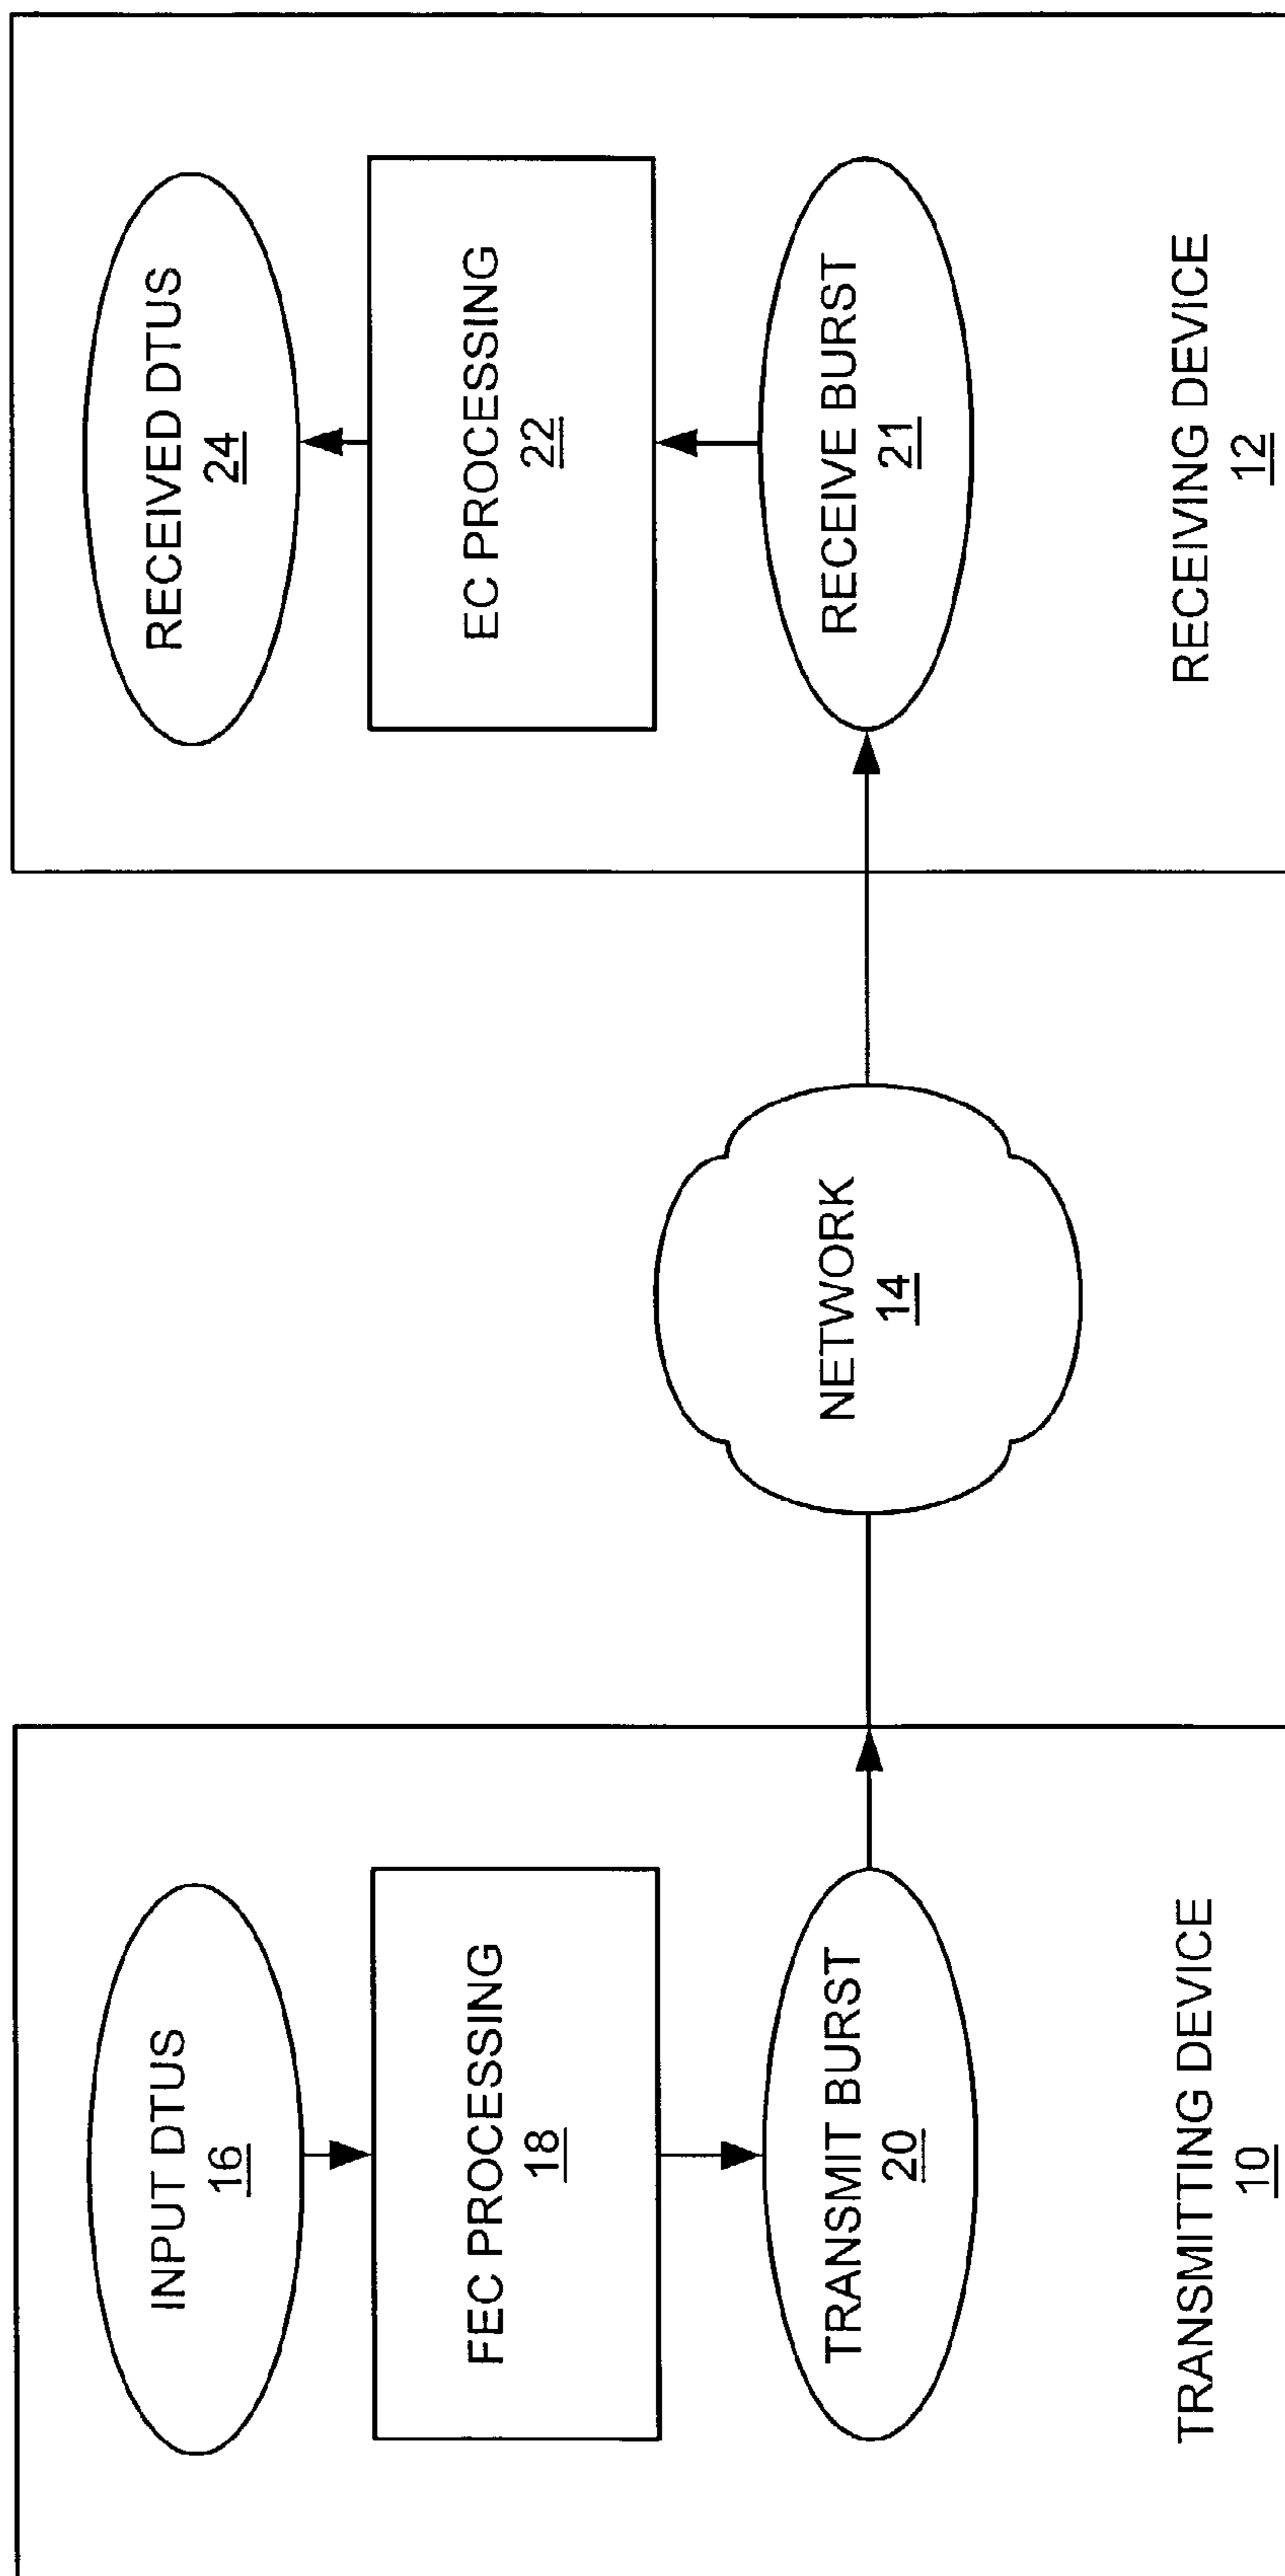 INPUT DTUS
16
FEC PROCESSING
18
TRANSMIT BURST
20
TRANSMITTING DEVICE
10
NETWORK
14
RECEIVED DTUS
24
EC PROCESSING
22
RECEIVE BURST
21
RECEIVING DEVICE
12